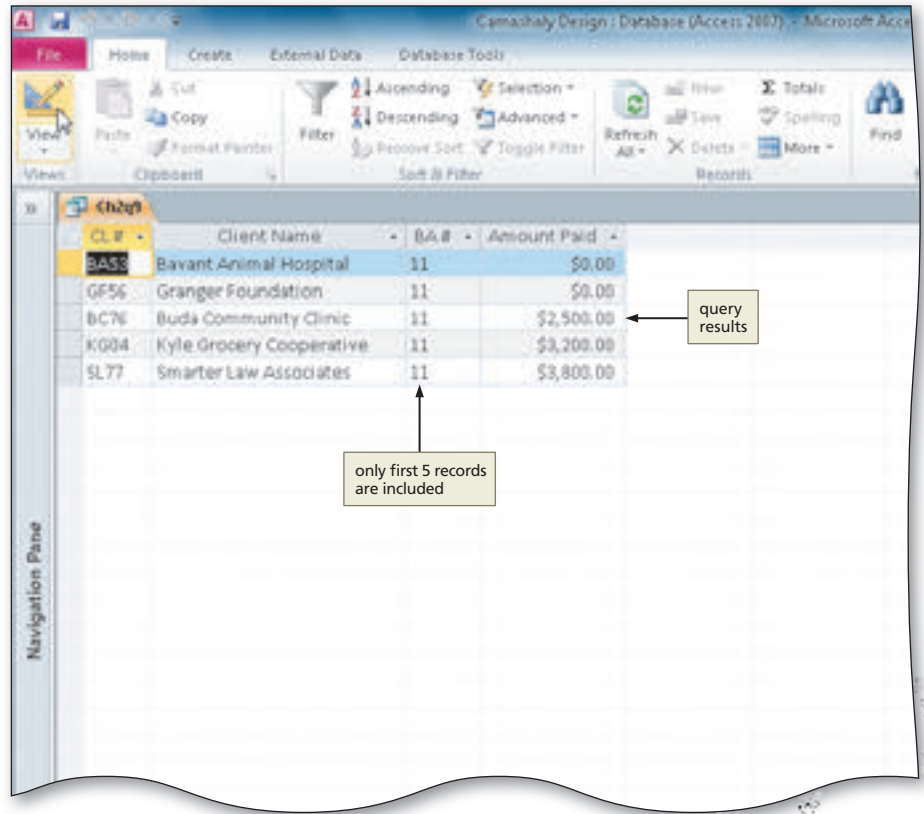 Camashaly Design : Database (Access 2007) - Microsoft Acce
File Home Create External Data Database Tools
View
Paste
Cut
Copy
Format Painter
Filter
Ascending
Descending
Remove Sort
Selection
Advanced
Toggle Filter
Refresh All
New
Save
Delete
Totals
Spelling
More
Find
Views Clipboard Sort & Filter Records
Ch2q9
CL # Client Name BA # Amount Paid
BA53 Bavant Animal Hospital 11 $0.00
GF56 Granger Foundation 11 $0.00
BC76 Buda Community Clinic 11 $2,500.00
KG04 Kyle Grocery Cooperative 11 $3,200.00
SL77 Smarter Law Associates 11 $3,800.00
query
results
only first 5 records
are included
Navigation Pane